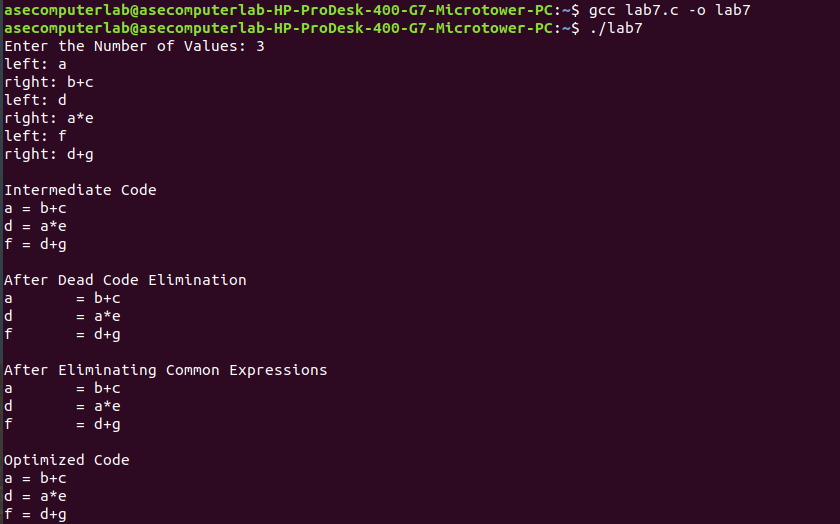 asecomputerlab@asecomputerlab-HP-ProDesk-400-G7-Microtower-PC:~$ gcc lab7.c -o lab7
asecomputerlab@asecomputerlab-HP-ProDesk-400-G7-Microtower-PC:~$ ./lab7
Enter the Number of Values: 3
left: a
right: b+c
left: d
right: a*e
left: f
right: d+g

Intermediate Code
a = b+c
d = a*e
f = d+g

After Dead Code Elimination
a       = b+c
d       = a*e
f       = d+g

After Eliminating Common Expressions
a       = b+c
d       = a*e
f       = d+g

Optimized Code
a = b+c
d = a*e
f = d+g